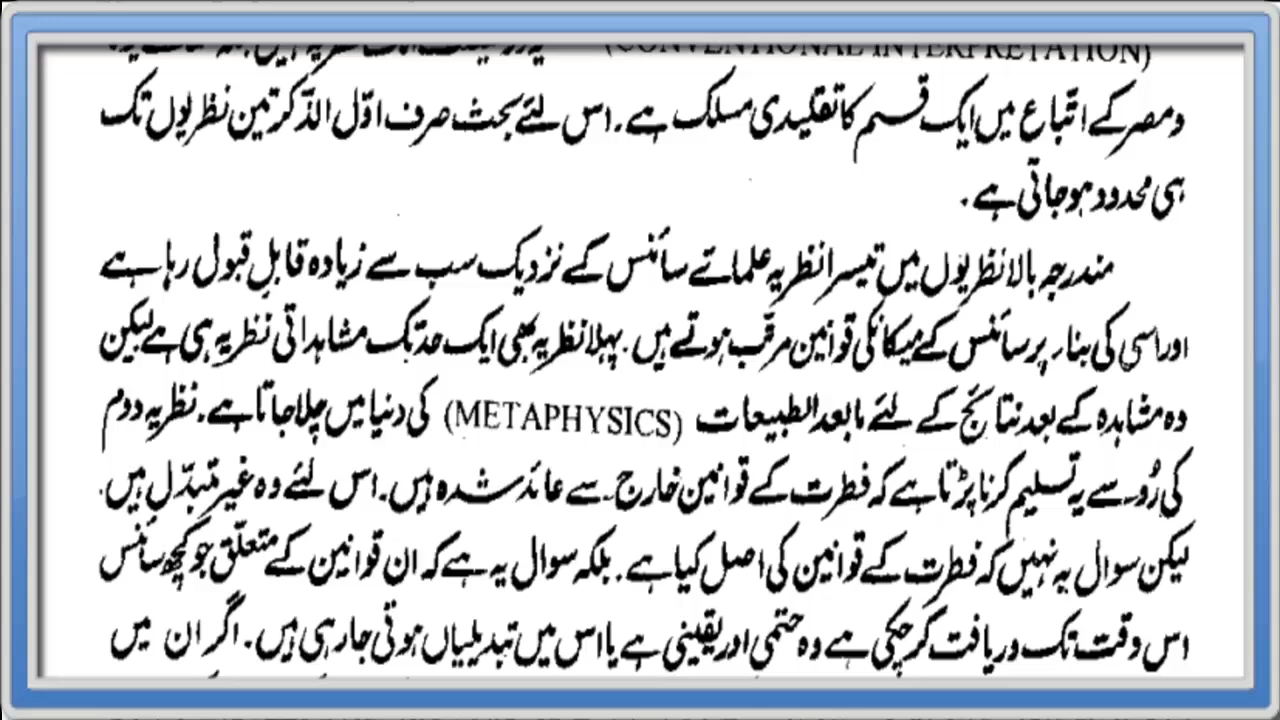 (CONVENTIONAL INTERPRETATION)
و مصر کے اتباع میں ایک قسم کا تقلیدی مسلک ہے۔ اس لئے بحث صرف اوّل الذّکر تین نظریوں تک
ہی محدود ہو جاتی ہے۔
مندرجہ بالا نظریوں میں تیسرا نظریہ علمائے سائنس کے نزدیک سب سے زیادہ قابلِ قبول رہا ہے
اور اسی کی بناء پر سائنس کے میکانکی قوانین مرتّب ہوتے ہیں۔ پہلا نظریہ بھی ایک حد تک مشاہداتی نظریہ ہی ہے لیکن
وہ مشاہدہ کے بعد نتائج کے لئے مابعد الطبیعات (METAPHYSICS) کی دنیا میں چلا جاتا ہے۔ نظریہ دوم
کی رُو سے یہ تسلیم کرنا پڑتا ہے کہ فطرت کے قوانین خارج سے عائد شدہ ہیں۔ اس لئے وہ غیر متبدّل ہیں۔
لیکن سوال یہ نہیں کہ فطرت کے قوانین کی اصل کیا ہے۔ بلکہ سوال یہ ہے کہ ان قوانین کے متعلّق جو کچھ سائنس
اس وقت تک دریافت کر چکی ہے وہ حتمی اور یقینی ہے یا اس میں تبدیلیاں ہوتی جا رہی ہیں۔ اگر ان میں